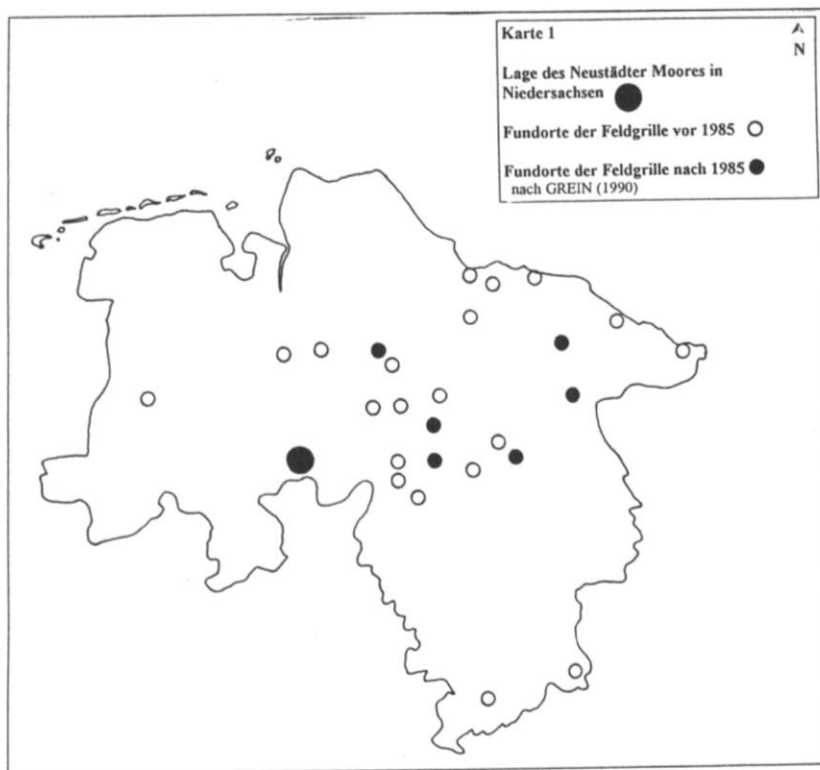 Karte 1
N
Lage des Neustädter Moores in
Niedersachsen
Fundorte der Feldgrille vor 1985
Fundorte der Feldgrille nach 1985
nach GREIN (1990)